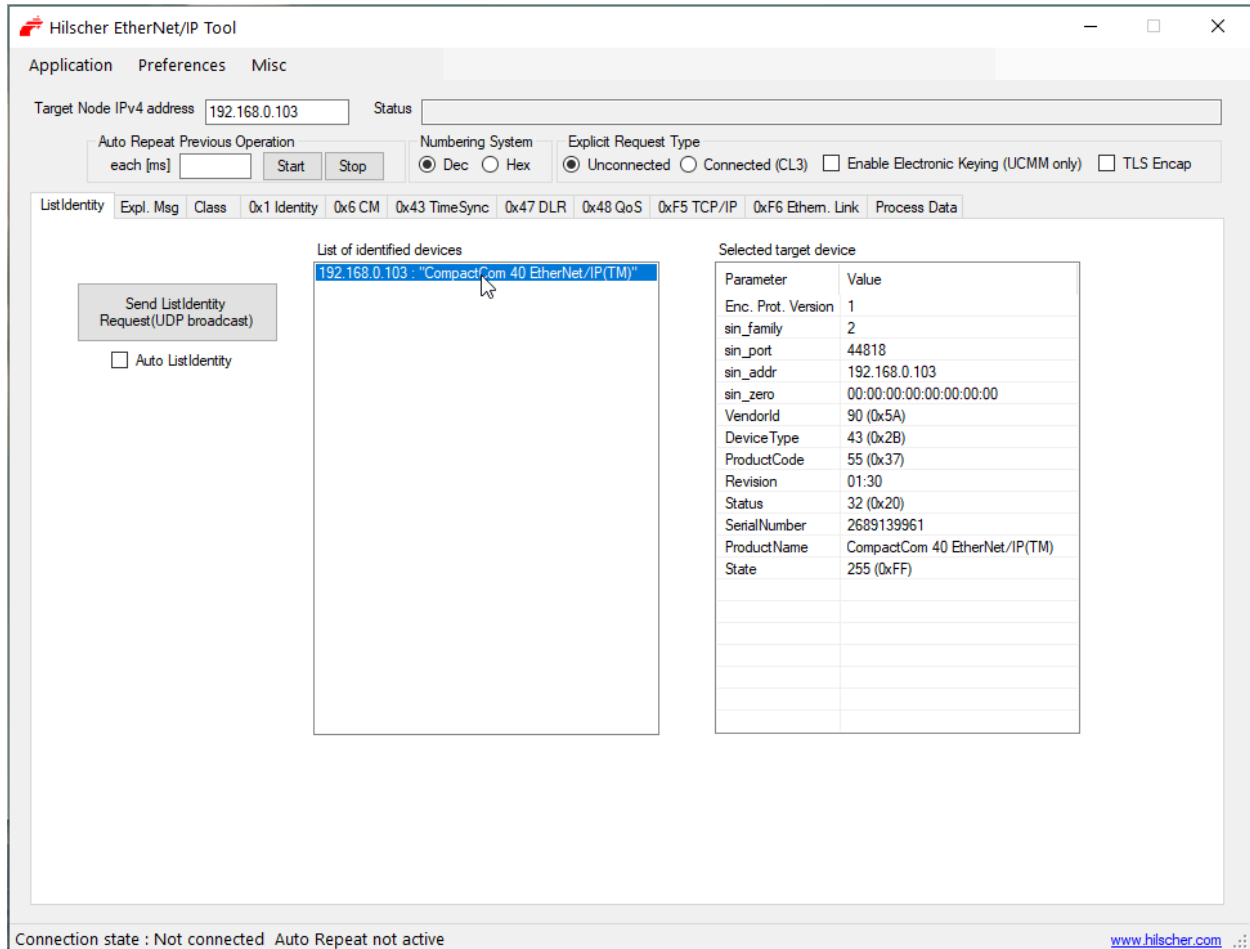 Hilscher EtherNet/IP Tool
Application Preferences Misc
Target Node IPv4 address 192.168.0.103 Status
Auto Repeat Previous Operation Numbering System Explicit Request Type
each [ms] Start Stop Dec Hex Unconnected Connected (CL3) Enable Electronic Keying (UCMM only) TLS Encap
ListIdentity Expl. Msg Class 0x1 Identity 0x6 CM 0x43 TimeSync 0x47 DLR 0x48 QoS 0xF5 TCP/IP 0xF6 Ethern. Link Process Data
List of identified devices
192.168.0.103 : "CompactCom 40 EtherNet/IP(TM)"
Send ListIdentity
Request(UDP broadcast)
Auto ListIdentity
Selected target device
Parameter Value
Enc. Prot. Version 1
sin_family 2
sin_port 44818
sin_addr 192.168.0.103
sin_zero 00:00:00:00:00:00:00:00
VendorId 90 (0x5A)
DeviceType 43 (0x2B)
ProductCode 55 (0x37)
Revision 01:30
Status 32 (0x20)
SerialNumber 2689139961
ProductName CompactCom 40 EtherNet/IP(TM)
State 255 (0xFF)
Connection state : Not connected Auto Repeat not active
www.hilscher.com